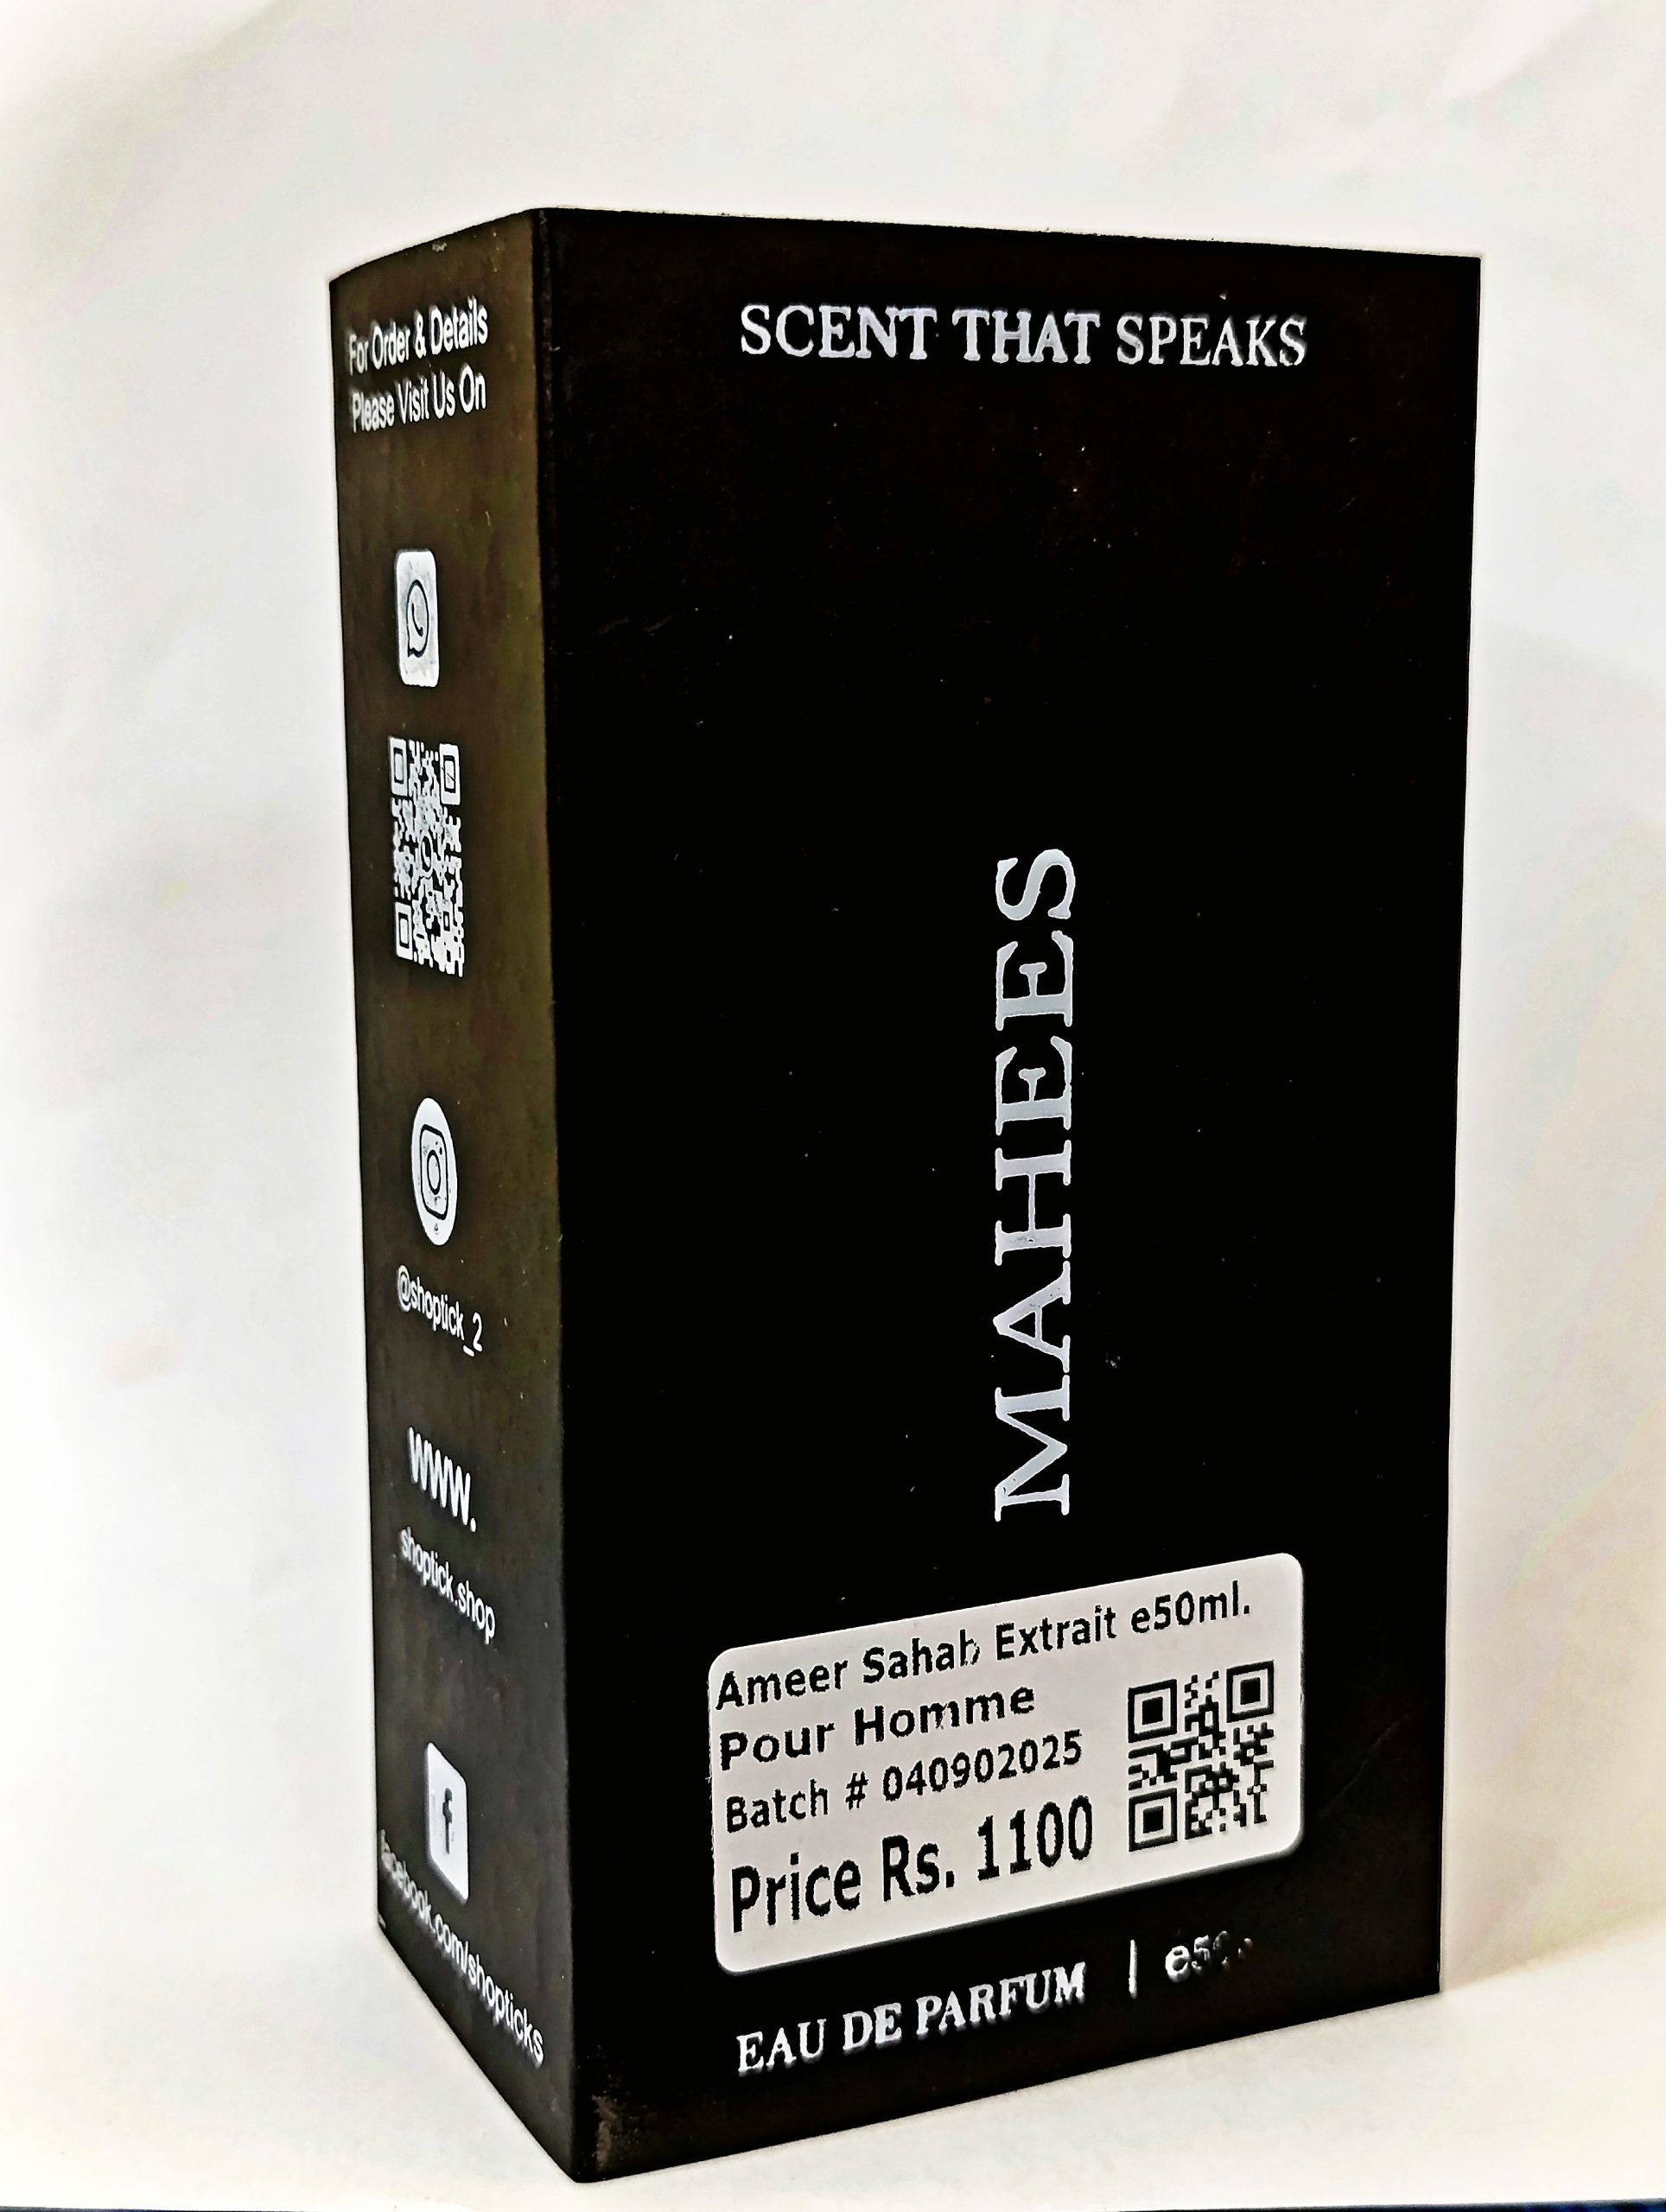 For Order & Details
Please Visit Us On
@shoptick_2
www.
shoptick.shop
facebook.com/shopticks
SCENT THAT SPEAKS
MAHEES
Ameer Sahab Extrait e50ml.
Pour Homme
Batch # 040902025
Price Rs. 1100
EAU DE PARFUM |